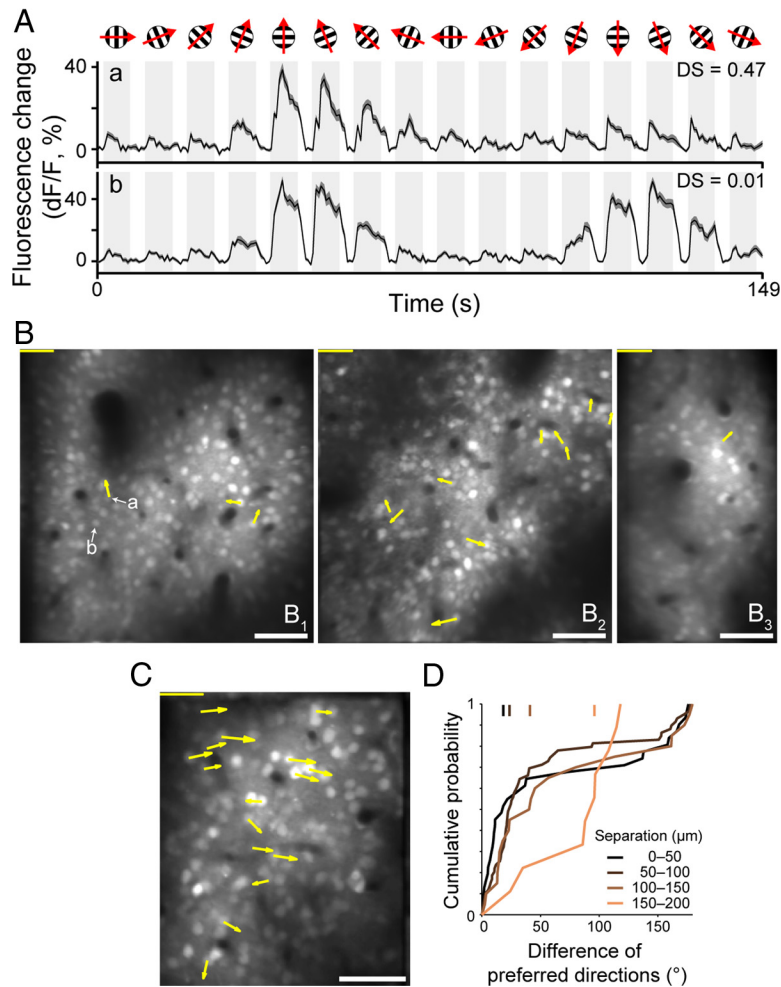 A
Fluorescence change
(dF/F, %)
40
0
a
DS = 0.47
40
0
b
DS = 0.01
0
149
Time (s)
B
a
b
B1
B2
B3
C
D
Cumulative probability
1
0
Separation (µm)
0–50
50–100
100–150
150–200
0
50
100
150
Difference of
preferred directions (°)